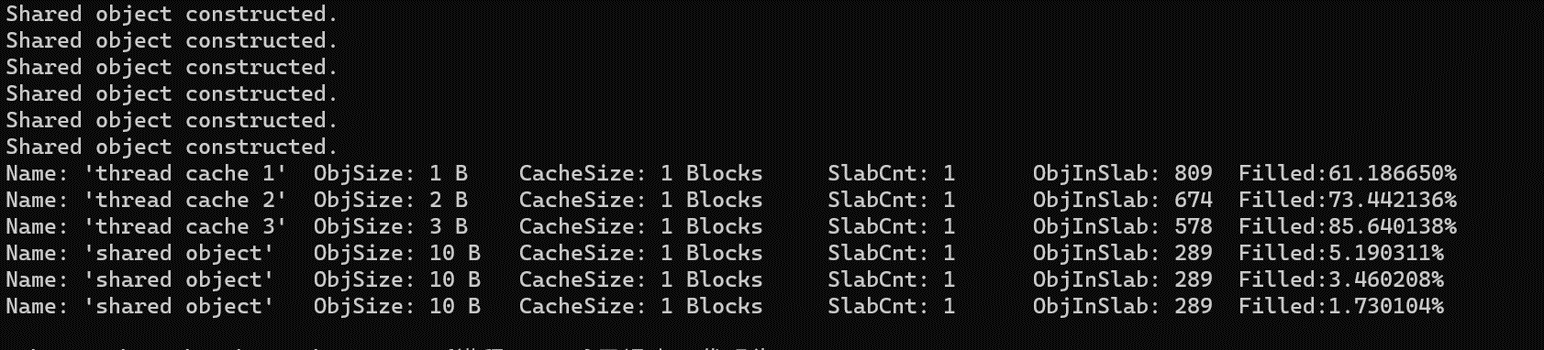 Shared object constructed.
Shared object constructed.
Shared object constructed.
Shared object constructed.
Shared object constructed.
Shared object constructed.
Name: 'thread cache 1'  ObjSize: 1 B    CacheSize: 1 Blocks     SlabCnt: 1      ObjInSlab: 809  Filled:61.186650%
Name: 'thread cache 2'  ObjSize: 2 B    CacheSize: 1 Blocks     SlabCnt: 1      ObjInSlab: 674  Filled:73.442136%
Name: 'thread cache 3'  ObjSize: 3 B    CacheSize: 1 Blocks     SlabCnt: 1      ObjInSlab: 578  Filled:85.640138%
Name: 'shared object'   ObjSize: 10 B   CacheSize: 1 Blocks     SlabCnt: 1      ObjInSlab: 289  Filled:5.190311%
Name: 'shared object'   ObjSize: 10 B   CacheSize: 1 Blocks     SlabCnt: 1      ObjInSlab: 289  Filled:3.460208%
Name: 'shared object'   ObjSize: 10 B   CacheSize: 1 Blocks     SlabCnt: 1      ObjInSlab: 289  Filled:1.730104%